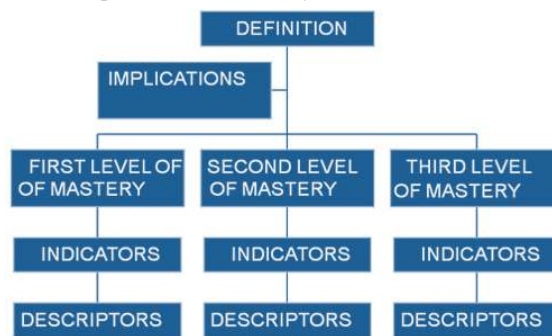 DEFINITION
IMPLICATIONS
FIRST LEVEL OF
OF MASTERY
SECOND LEVEL
OF MASTERY
THIRD LEVEL
OF MASTERY
INDICATORS
INDICATORS
INDICATORS
DESCRIPTORS
DESCRIPTORS
DESCRIPTORS